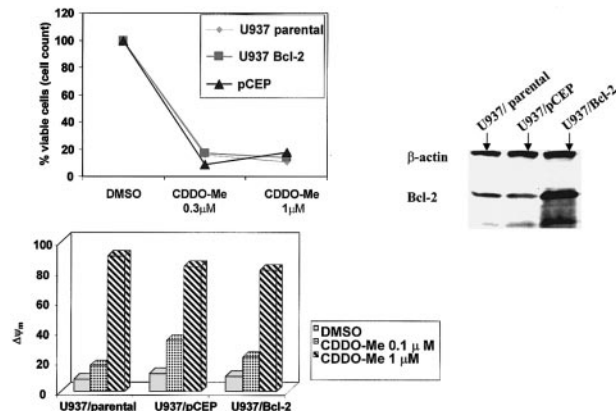 120
100
80
60
40
20
0
% viable cells (cell count)
U937 parental
U937 Bcl-2
pCEP
DMSO
CDDO-Me
0.3μM
CDDO-Me
1μM
U937/ parental
U937/pCEP
U937/Bcl-2
β-actin
Bcl-2
100
80
60
40
20
0
Δψm
U937/parental
U937/pCEP
U937/Bcl-2
DMSO
CDDO-Me 0.1 μ M
CDDO-Me 1 μM